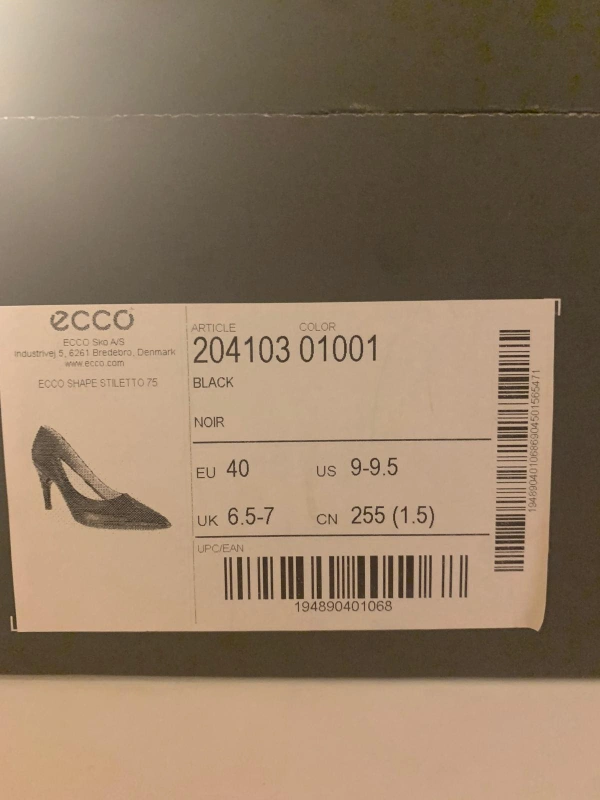 ecco
ECCO Sko A/S
Industrivej 5, 6261 Bredebro, Denmark
www.ecco.com
ECCO SHAPE STILETTO 75
ARTICLE COLOR
204103 01001
BLACK
NOIR
EU 40 US 9-9.5
UK 6.5-7 CN 255 (1.5)
UPC/EAN
194890401068